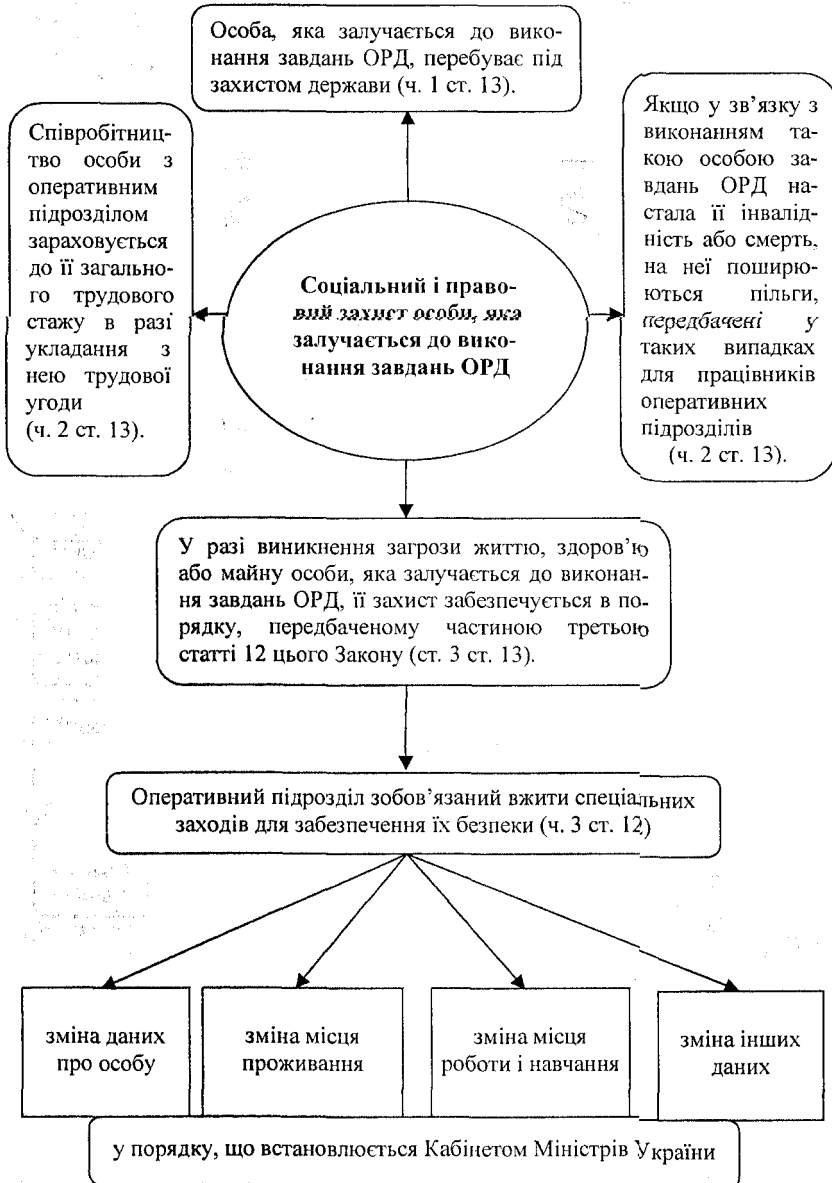 Особа, яка залучається до вико-
нання завдань ОРД, перебуває під
захистом держави (ч. 1 ст. 13).
Співробітниц-
тво особи з
оперативним
підрозділом
зараховується
до її загально-
го трудового
стажу в разі
укладання з
нею трудової
угоди
(ч. 2 ст. 13).
Соціальний і право-
вий захист особи, яка
залучається до вико-
нання завдань ОРД
Якщо у зв’язку з
виконанням та-
кою особою за-
вдань ОРД на-
стала її інвалід-
ність або смерть,
на неї поширю-
ються пільги,
передбачені у
таких випадках
для працівників
оперативних
підрозділів
(ч. 2 ст. 13).
У разі виникнення загрози життю, здоров’ю
або майну особи, яка залучається до виконан-
ня завдань ОРД, її захист забезпечується в по-
рядку, передбаченому частиною третьою
статті 12 цього Закону (ст. 3 ст. 13).
Оперативний підрозділ зобов’язаний вжити спеціальних
заходів для забезпечення їх безпеки (ч. 3 ст. 12)
зміна даних
про особу
зміна місця
проживання
зміна місця
роботи і навчання
зміна інших
даних
у порядку, що встановлюється Кабінетом Міністрів України